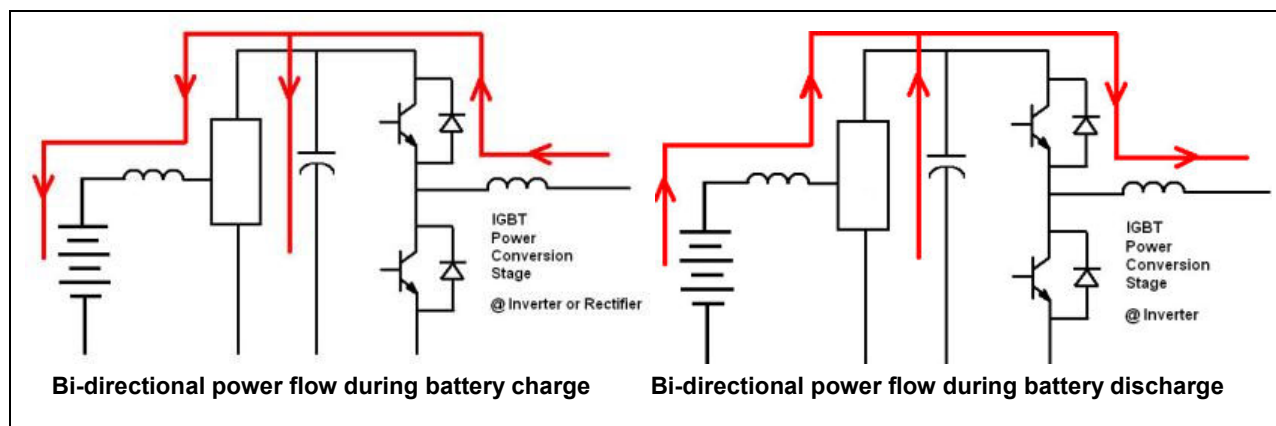 IGBT
Power
Conversion
Stage
@ Inverter or Rectifier
Bi-directional power flow during battery charge
IGBT
Power
Conversion
Stage
@ Inverter
Bi-directional power flow during battery discharge